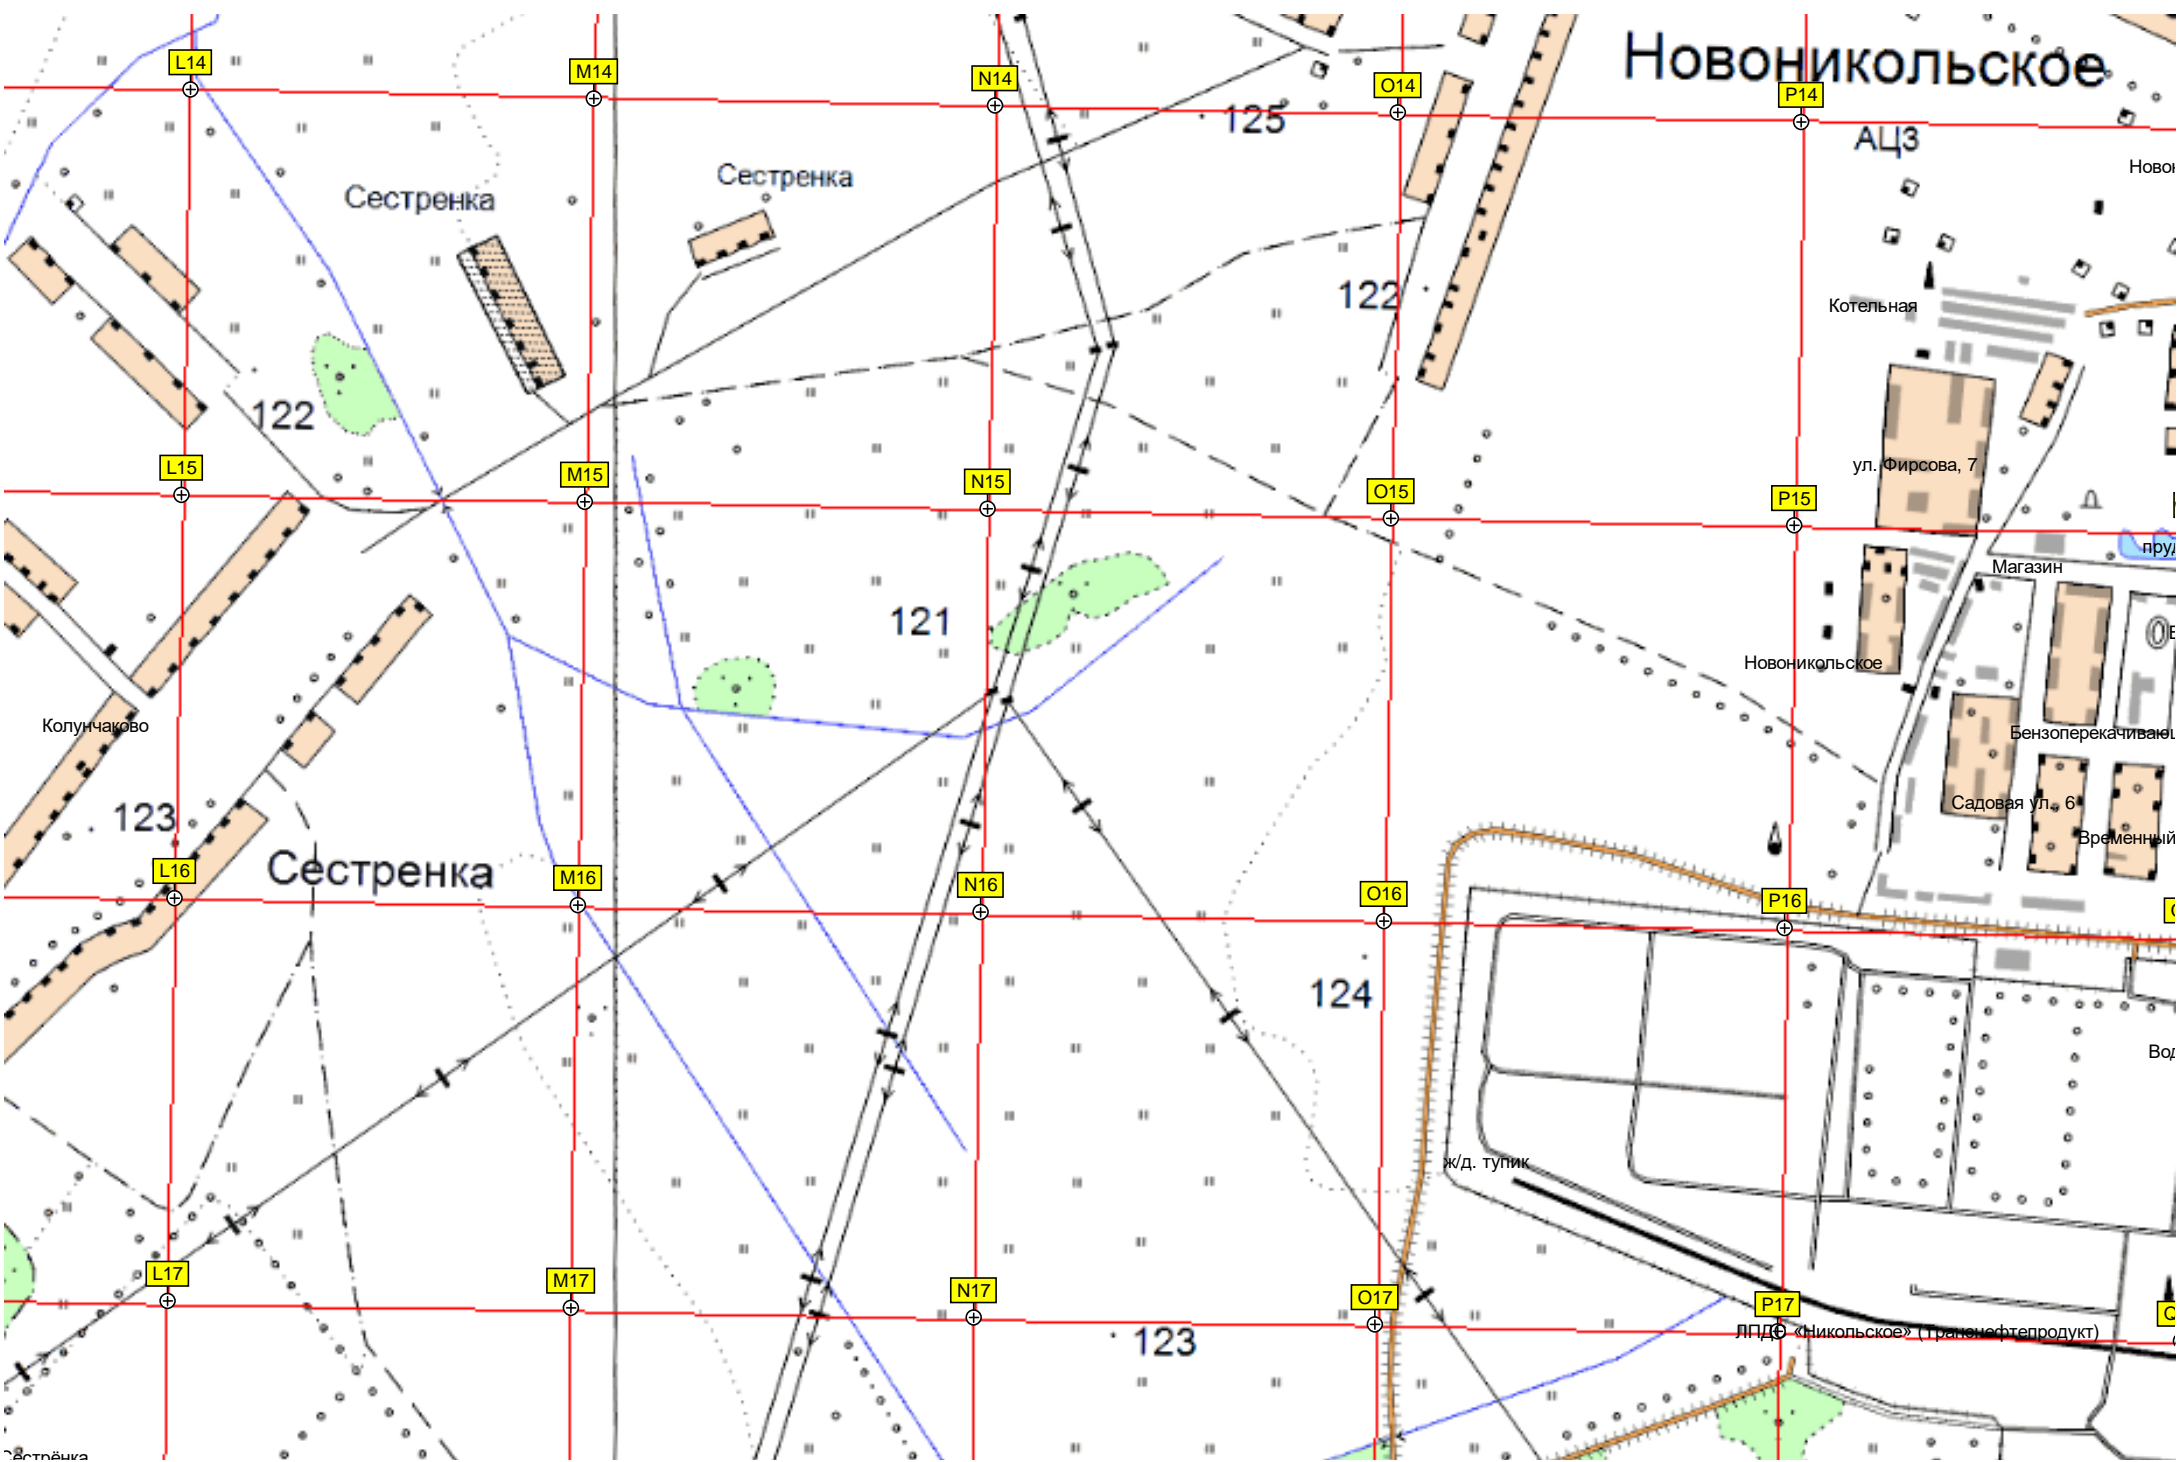 Новоникольское
L14
M14
N14
O14
P14
125
АЦЗ
Сестренка
Сестренка
122
Котельная
122
L15
M15
N15
O15
P15
ул. Фирсова, 7
Магазин
121
Новоникольское
Колунчаково
Садовая ул., 6
123
Временный
Сестренка
L16
M16
N16
O16
P16
124
ж/д. тупик
L17
M17
N17
O17
P17
ЛПДС «Никольское» (Транснефтепродукт)
123
Сестрёнка